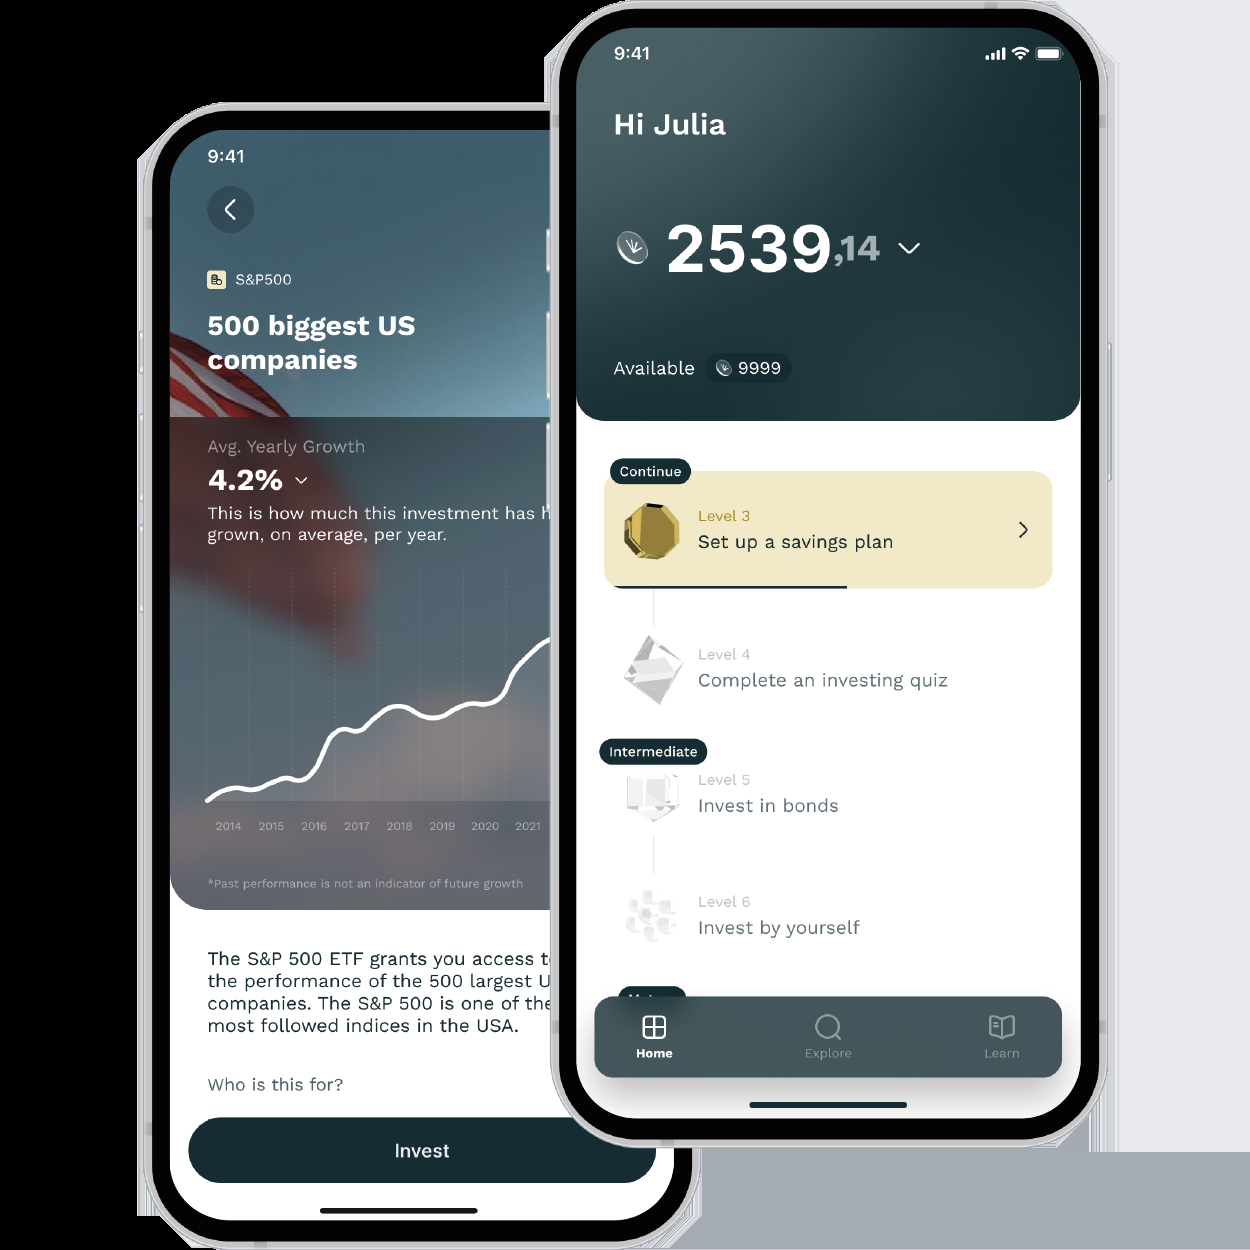 9:41
S&P500
500 biggest US
companies
Avg. Yearly Growth
4.2%
This is how much this investment has
grown, on average, per year.
2014 2015 2016 2017 2018 2019 2020 2021
*Past performance is not an indicator of future growth
The S&P 500 ETF grants you access
the performance of the 500 largest
companies. The S&P 500 is one of the
most followed indices in the USA.
Who is this for?
Invest
9:41
Hi Julia
2539,14
Available 9999
Continue
Level 3
Set up a savings plan
Level 4
Complete an investing quiz
Intermediate
Level 5
Invest in bonds
Level 6
Invest by yourself
Home Explore Learn